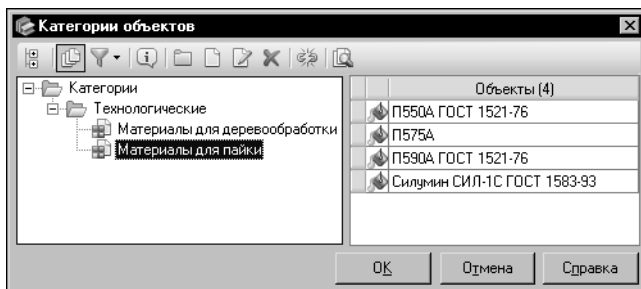 Категории объектов
Категории
Технологические
Материалы для деревообработки
Материалы для пайки
Объекты (4)
П550А ГОСТ 1521-76
П575А
П590А ГОСТ 1521-76
Силумин СИЛ-1С ГОСТ 1583-93
OK
Отмена
Справка